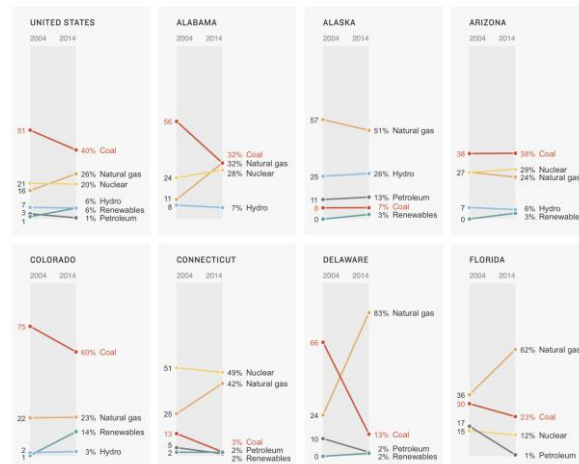 UNITED STATES
2004 2014
51
21
16
7
3
1
40% Coal
26% Natural gas
20% Nuclear
6% Hydro
6% Renewables
1% Petroleum
ALABAMA
2004 2014
56
24
11
8
32% Coal
32% Natural gas
28% Nuclear
7% Hydro
ALASKA
2004 2014
57
25
11
6
0
51% Natural gas
26% Hydro
13% Petroleum
7% Coal
3% Renewables
ARIZONA
2004 2014
38
27
7
0
38% Coal
29% Nuclear
24% Natural gas
6% Hydro
3% Renewables
COLORADO
2004 2014
75
22
2
1
60% Coal
23% Natural gas
14% Renewables
3% Hydro
CONNECTICUT
2004 2014
51
25
13
5
2
49% Nuclear
42% Natural gas
3% Coal
2% Petroleum
2% Renewables
DELAWARE
2004 2014
66
24
10
0
83% Natural gas
13% Coal
2% Petroleum
2% Renewables
FLORIDA
2004 2014
36
30
17
15
62% Natural gas
23% Coal
12% Nuclear
1% Petroleum